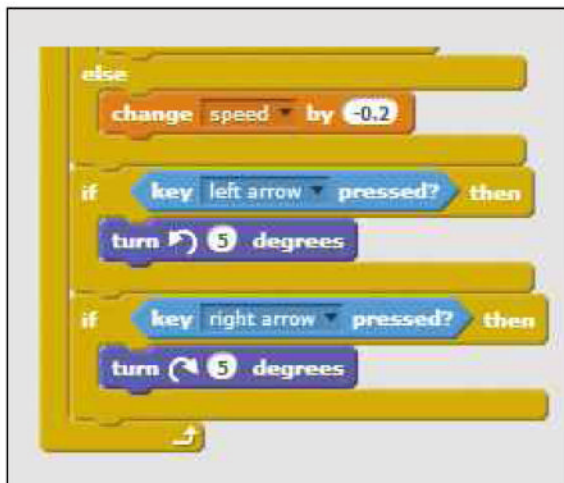 else
change speed by -0.2
if key left arrow pressed? then
turn 5 degrees
if key right arrow pressed? then
turn 5 degrees